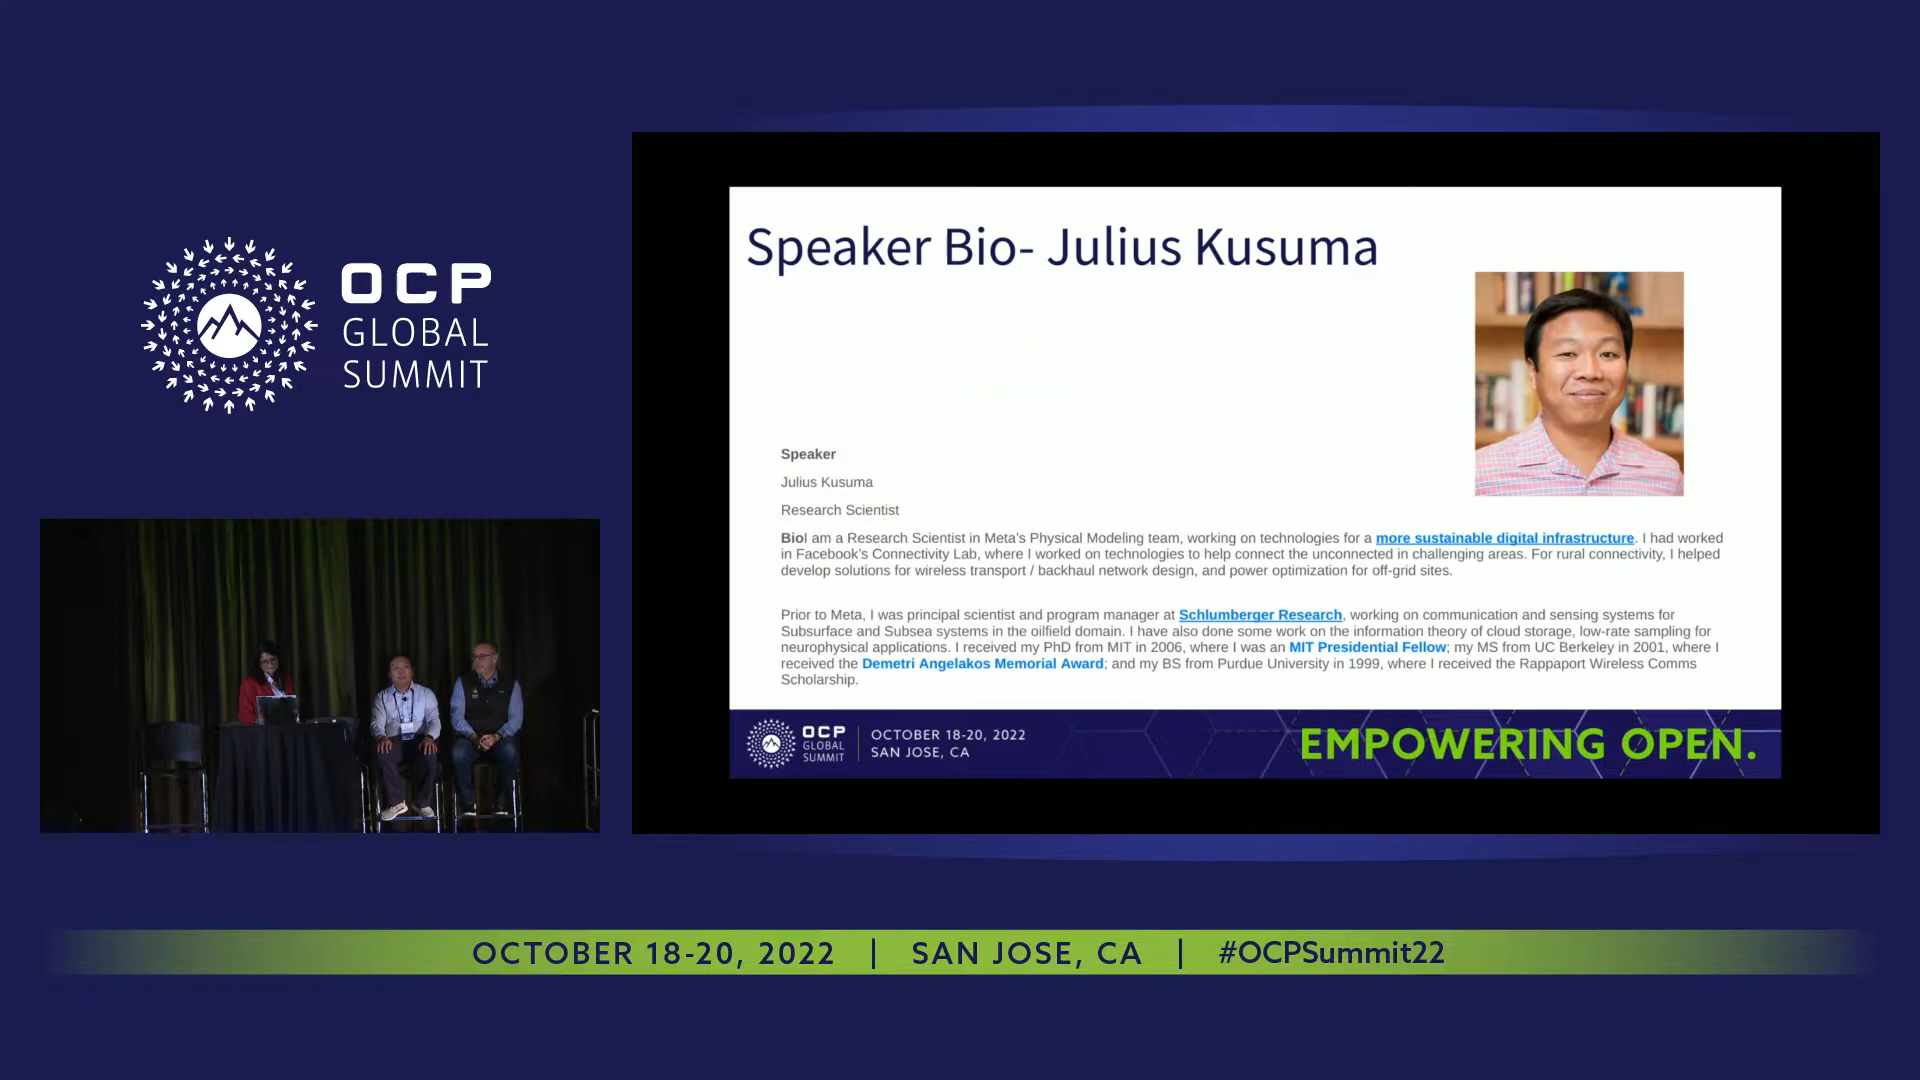 OCP
GLOBAL
SUMMIT
Speaker Bio- Julius Kusuma
Speaker
Julius Kusuma
Research Scientist
BioI am a Research Scientist in Meta's Physical Modeling team, working on technologies for a more sustainable digital infrastructure. I had worked
in Facebook's Connectivity Lab, where I worked on technologies to help connect the unconnected in challenging areas. For rural connectivity, I helped
develop solutions for wireless transport / backhaul network design, and power optimization for off-grid sites.
Prior to Meta, I was principal scientist and program manager at Schlumberger Research, working on communication and sensing systems for
Subsurface and Subsea systems in the oilfield domain. I have also done some work on the information theory of cloud storage, low-rate sampling for
neurophysical applications. I received my PhD from MIT in 2006, where I was an MIT Presidential Fellow; my MS from UC Berkeley in 2001, where I
received the Demetri Angelakos Memorial Award; and my BS from Purdue University in 1999, where I received the Rappaport Wireless Comms
Scholarship.
OCP
GLOBAL
SUMMIT
OCTOBER 18-20, 2022
SAN JOSE, CA
EMPOWERING OPEN.
OCTOBER 18-20, 2022 | SAN JOSE, CA | #OCPSummit22